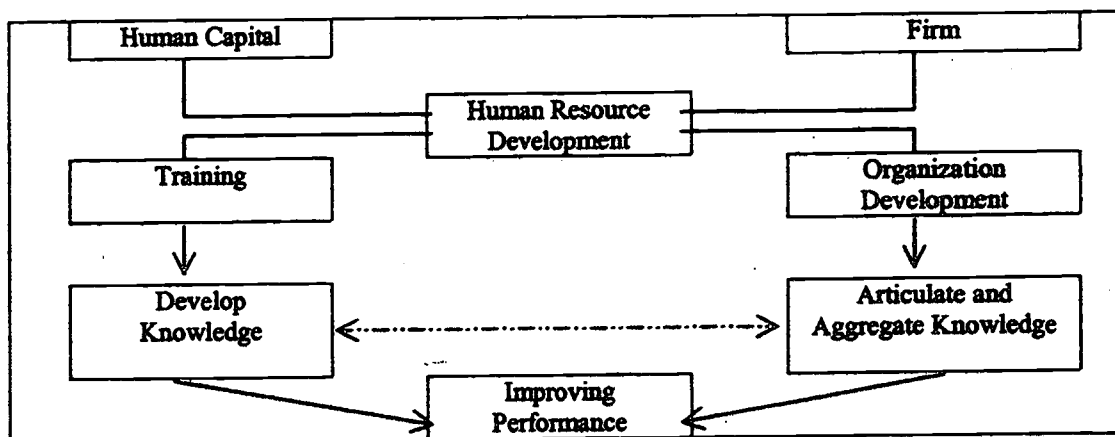 Human Capital
Firm
Human Resource
Development
Training
Organization
Development
Develop
Knowledge
Articulate and
Aggregate Knowledge
Improving
Performance